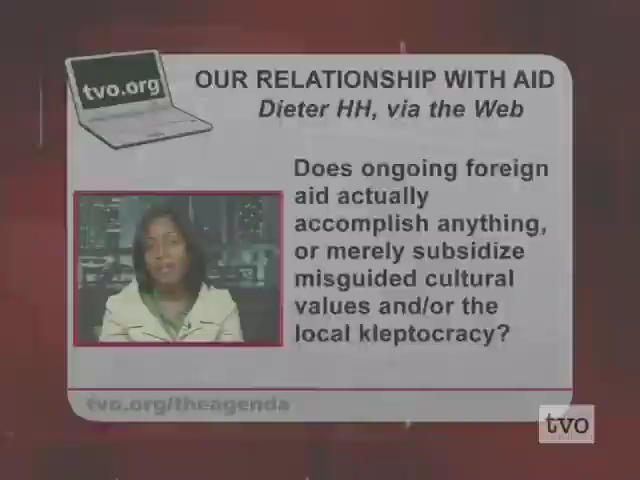 tvo.org
OUR RELATIONSHIP WITH AID
Dieter HH, via the Web
Does ongoing foreign
aid actually
accomplish anything,
or merely subsidize
misguided cultural
values and/or the
local kleptocracy?
tvo.org/theagenda
tvo